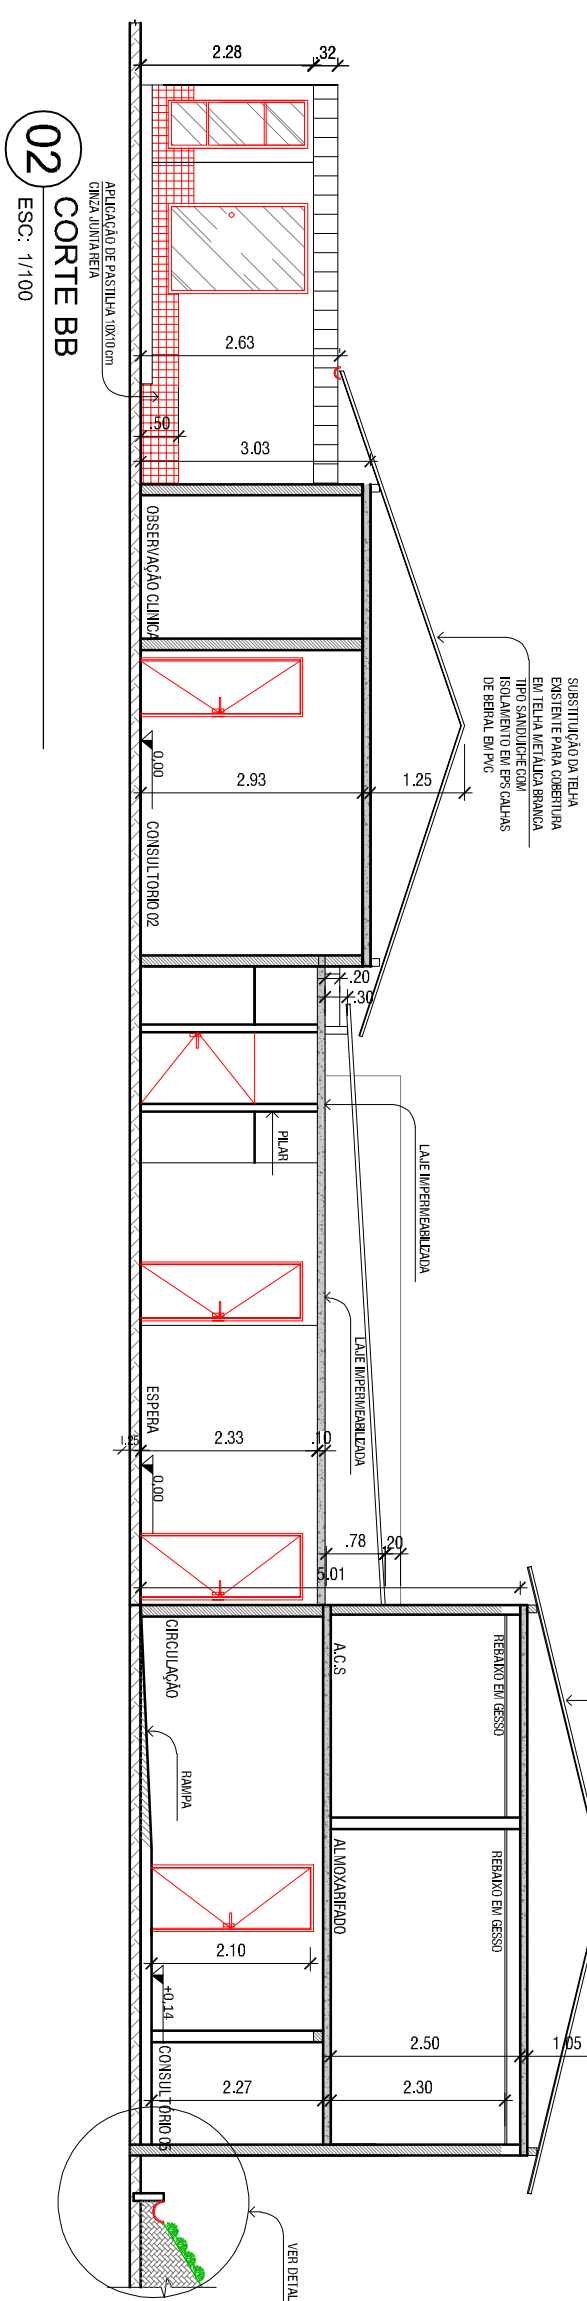 02
CORTE BB
ESC: 1/100
APLICAÇÃO DE PASTILHA 10X10 cm
CINZA JUNTA RETA
2.28
.32
2.63
.50
3.03
SUBSTITUIÇÃO DA TELHA
EXISTENTE PARA COBERTURA
EM TELHA METÁLICA BRANCA
TIPO SANDUICHE COM
ISOLAMENTO EM EPS CALHAS
DE BEIRAL EM PVC
OBSERVAÇÃO CLINICA
0,00
2.93
1.25
CONSULTORIO 02
.20
.30
PILAR
LAJE IMPERMEABILIZADA
LAJE IMPERMEABILIZADA
ESPERA
0,00
1.25
2.33
.10
.78
.20
5.01
CIRCULAÇÃO
RAMPA
A.C.S
REBAIXO EM GESSO
ALMOXARIFADO
REBAIXO EM GESSO
2.10
+0,14
CONSULTORIO 05
2.27
2.50
2.30
1.05
VER DETAL